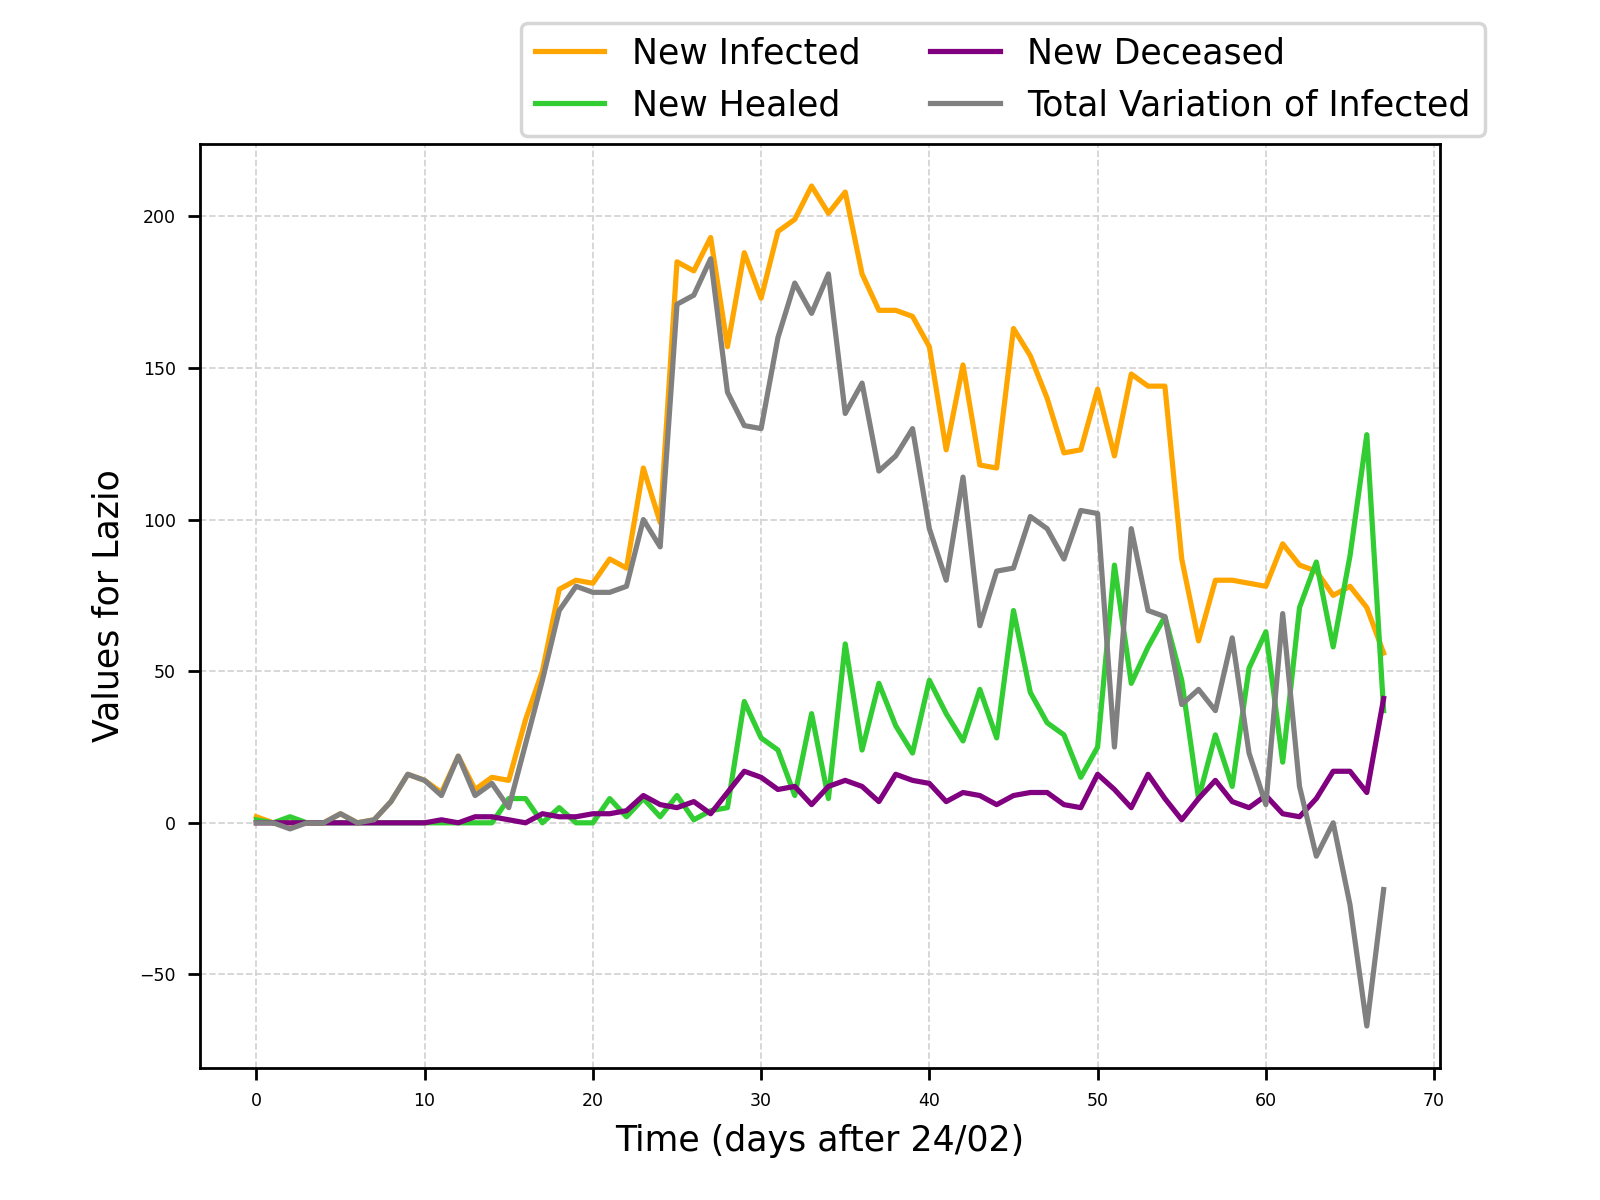 New Infected
New Healed
New Deceased
Total Variation of Infected
200
150
100
50
0
−50
Values for Lazio
0 10 20 30 40 50 60 70
Time (days after 24/02)